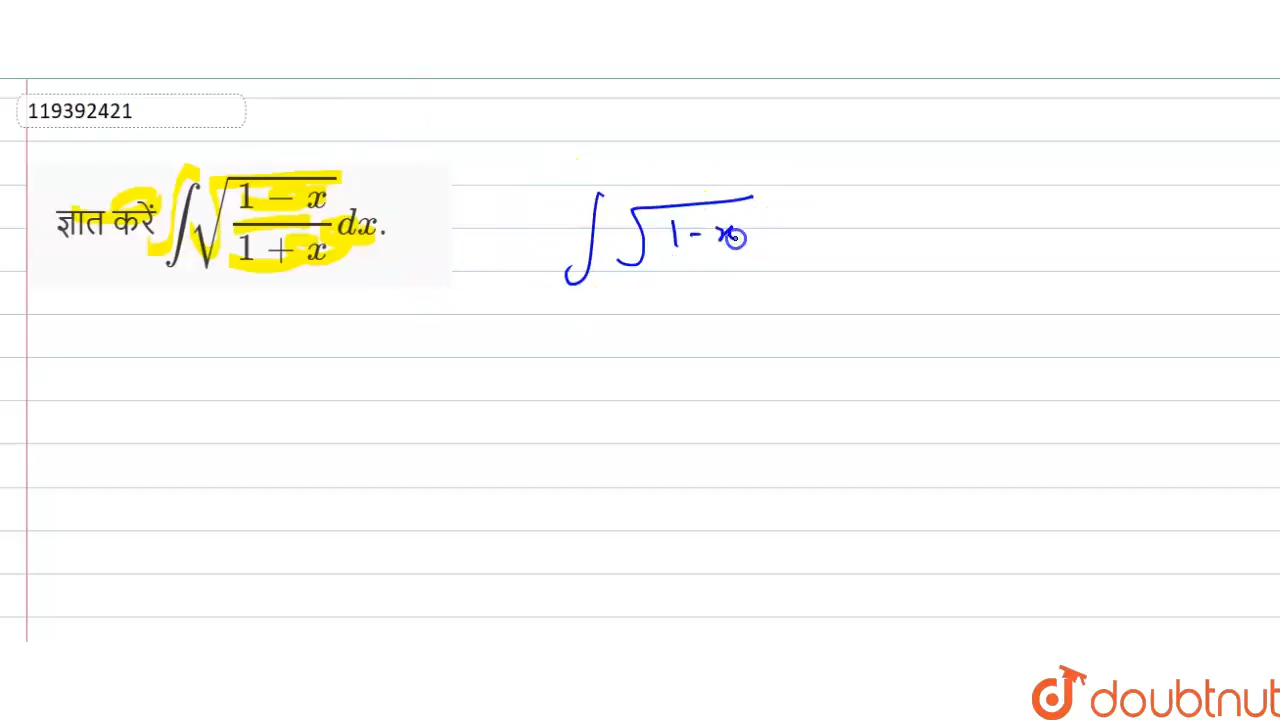 119392421
ज्ञात करें ∫√((1 − x)/(1 + x)) dx.
∫√(1 - x
doubtnut